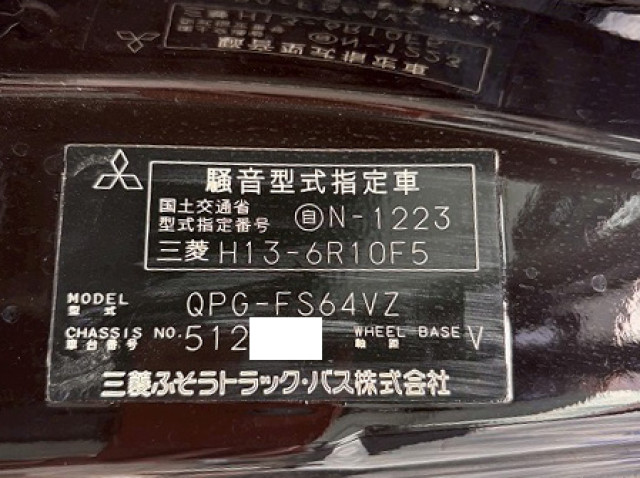 騒音型式指定車
国土交通省
型式指定番号 自N-1223
三菱 H13-6R10F5
MODEL
型式 QPG-FS64VZ
CHASSIS NO. 512 WHEEL BASE V
車台番号 軸距
三菱ふそうトラック・バス株式会社